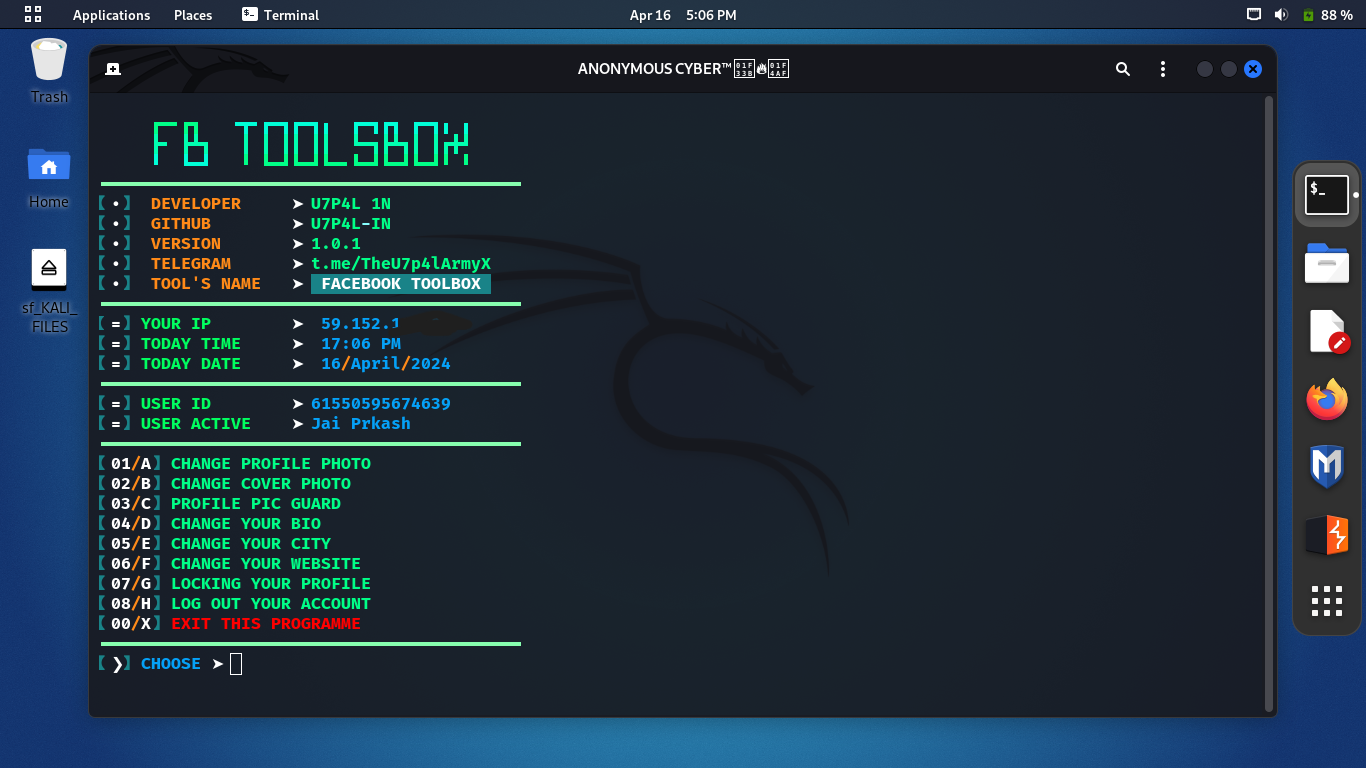 Applications Places Terminal Apr 16 5:06 PM 88 %
ANONYMOUS CYBER™
Trash
Home
sf_KALI_
FILES
FB TOOLSBOX
【 • 】 DEVELOPER ➤ U7P4L 1N
【 • 】 GITHUB ➤ U7P4L-IN
【 • 】 VERSION ➤ 1.0.1
【 • 】 TELEGRAM ➤ t.me/TheU7p4lArmyX
【 • 】 TOOL'S NAME ➤ FACEBOOK TOOLBOX
【 = 】 YOUR IP ➤ 59.152.1
【 = 】 TODAY TIME ➤ 17:06 PM
【 = 】 TODAY DATE ➤ 16/April/2024
【 = 】 USER ID ➤ 61550595674639
【 = 】 USER ACTIVE ➤ Jai Prkash
【 01/A】 CHANGE PROFILE PHOTO
【 02/B】 CHANGE COVER PHOTO
【 03/C】 PROFILE PIC GUARD
【 04/D】 CHANGE YOUR BIO
【 05/E】 CHANGE YOUR CITY
【 06/F】 CHANGE YOUR WEBSITE
【 07/G】 LOCKING YOUR PROFILE
【 08/H】 LOG OUT YOUR ACCOUNT
【 00/X】 EXIT THIS PROGRAMME
【 ❯】 CHOOSE ➤